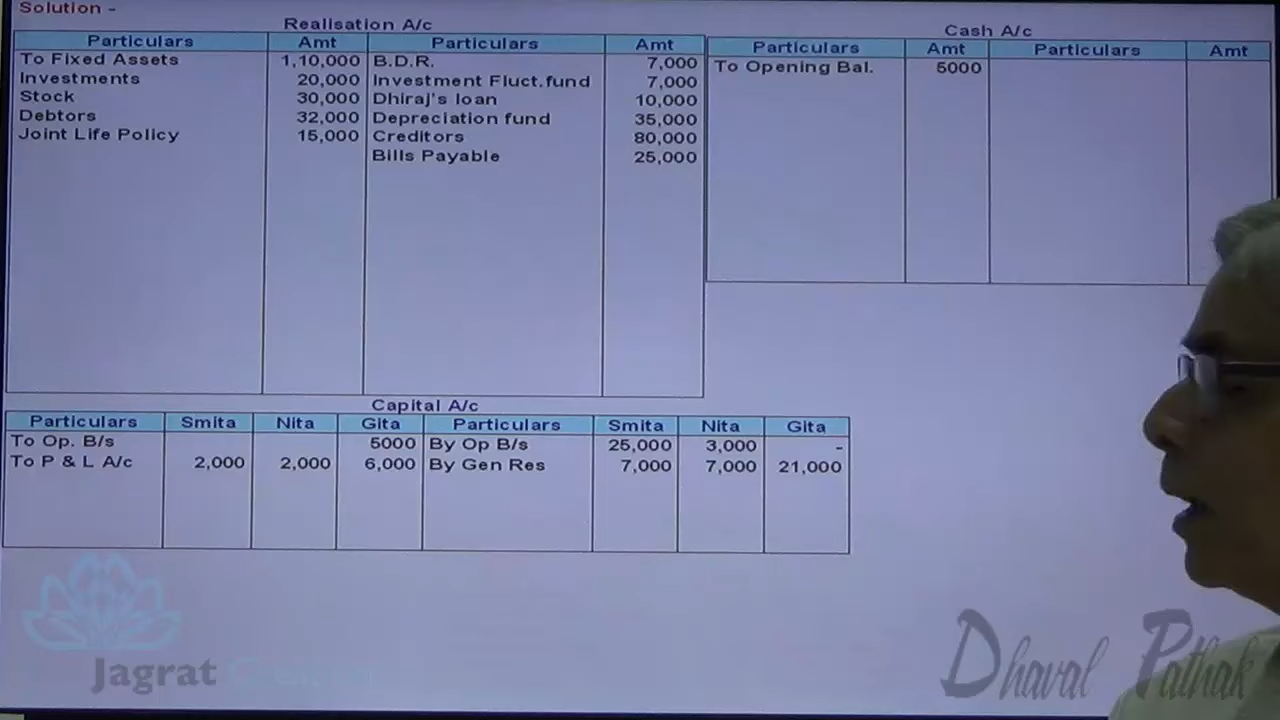 Solution -
Realisation A/c
Particulars Amt Particulars Amt
To Fixed Assets 1,10,000 B.D.R. 7,000
Investments 20,000 Investment Fluct.fund 7,000
Stock 30,000 Dhiraj's loan 10,000
Debtors 32,000 Depreciation fund 35,000
Joint Life Policy 15,000 Creditors 80,000
Bills Payable 25,000
Cash A/c
Particulars Amt Particulars Amt
To Opening Bal. 5000
Capital A/c
Particulars Smita Nita Gita Particulars Smita Nita Gita
To Op. B/s 5000 By Op B/s 25,000 3,000 -
To P & L A/c 2,000 2,000 6,000 By Gen Res 7,000 7,000 21,000
Jagrat
Dhaval Pathak